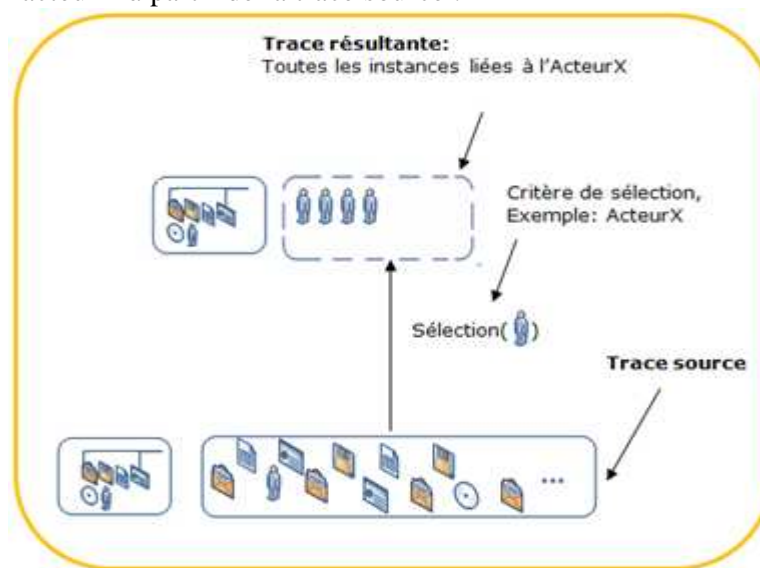 Trace résultante:
Toutes les instances liées à l'ActeurX
Critère de sélection,
Exemple: ActeurX
Sélection( )
Trace source
...